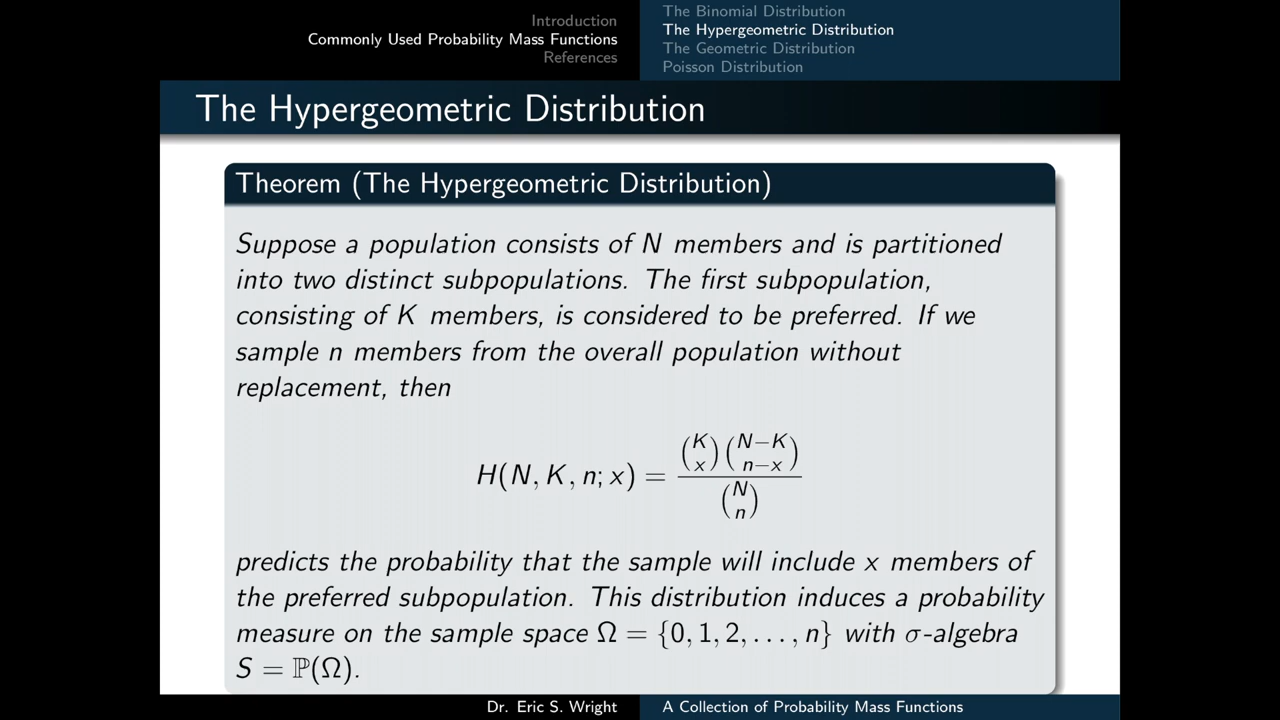 Introduction
Commonly Used Probability Mass Functions
References
The Binomial Distribution
The Hypergeometric Distribution
The Geometric Distribution
Poisson Distribution
The Hypergeometric Distribution
Theorem (The Hypergeometric Distribution)
Suppose a population consists of N members and is partitioned
into two distinct subpopulations. The first subpopulation,
consisting of K members, is considered to be preferred. If we
sample n members from the overall population without
replacement, then
H(N, K, n; x) = \frac{\binom{K}{x}\binom{N-K}{n-x}}{\binom{N}{n}}
predicts the probability that the sample will include x members of
the preferred subpopulation. This distribution induces a probability
measure on the sample space Ω = {0, 1, 2, . . . , n} with σ-algebra
S = ℙ(Ω).
Dr. Eric S. Wright
A Collection of Probability Mass Functions